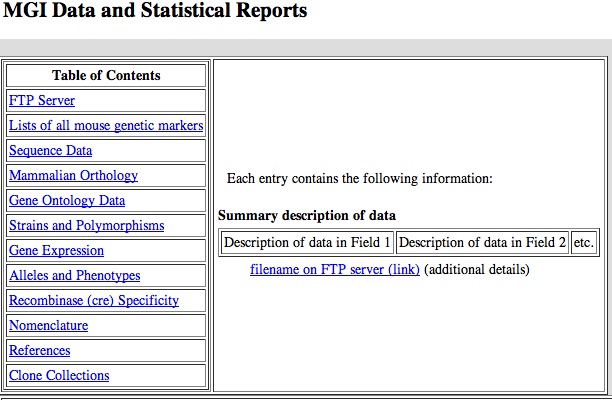 MGI Data and Statistical Reports
Table of Contents
FTP Server
Lists of all mouse genetic markers
Sequence Data
Mammalian Orthology
Gene Ontology Data
Strains and Polymorphisms
Gene Expression
Alleles and Phenotypes
Recombinase (cre) Specificity
Nomenclature
References
Clone Collections
Each entry contains the following information:
Summary description of data
Description of data in Field 1 Description of data in Field 2 etc.
filename on FTP server (link) (additional details)